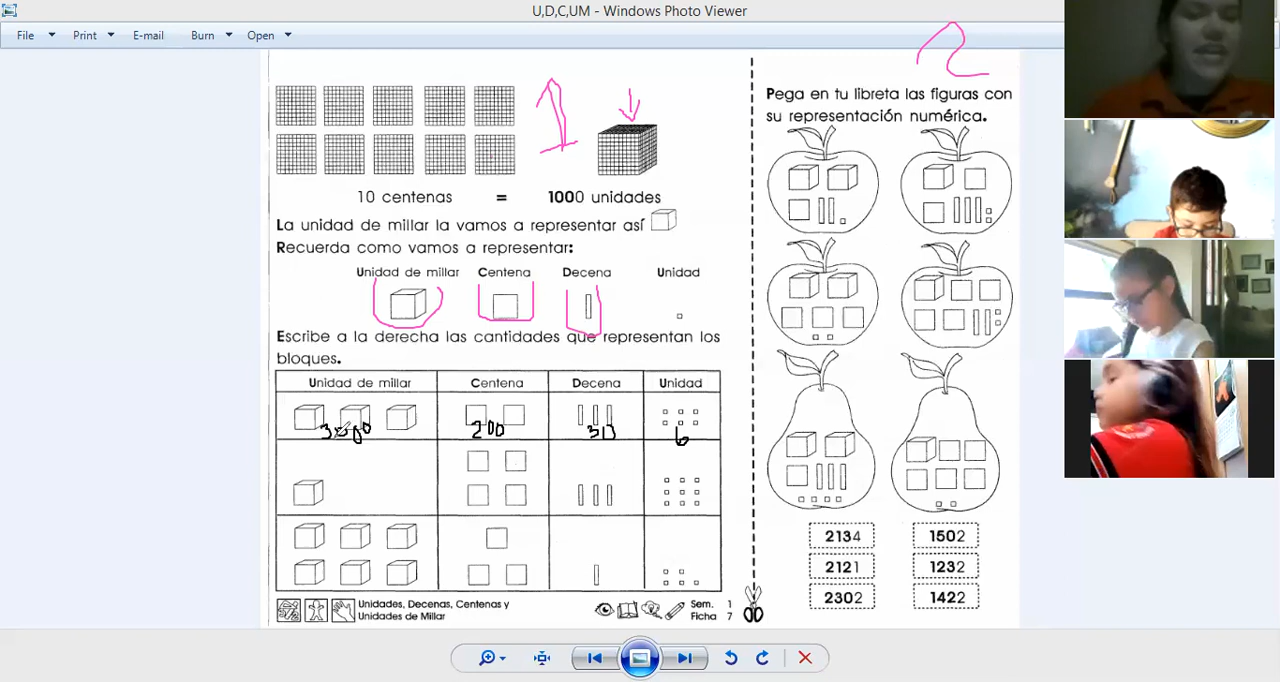 U,D,C,UM - Windows Photo Viewer
File Print E-mail Burn Open
1
2
10 centenas = 1000 unidades
La unidad de millar la vamos a representar así
Recuerda como vamos a representar:
Unidad de millar Centena Decena Unidad
Escribe a la derecha las cantidades que representan los
bloques.
Unidad de millar Centena Decena Unidad
3000 200 30 6
Unidades, Decenas, Centenas y
Unidades de Millar
Sem. 1
Ficha 7
Pega en tu libreta las figuras con
su representación numérica.
2134 1502
2121 1232
2302 1422